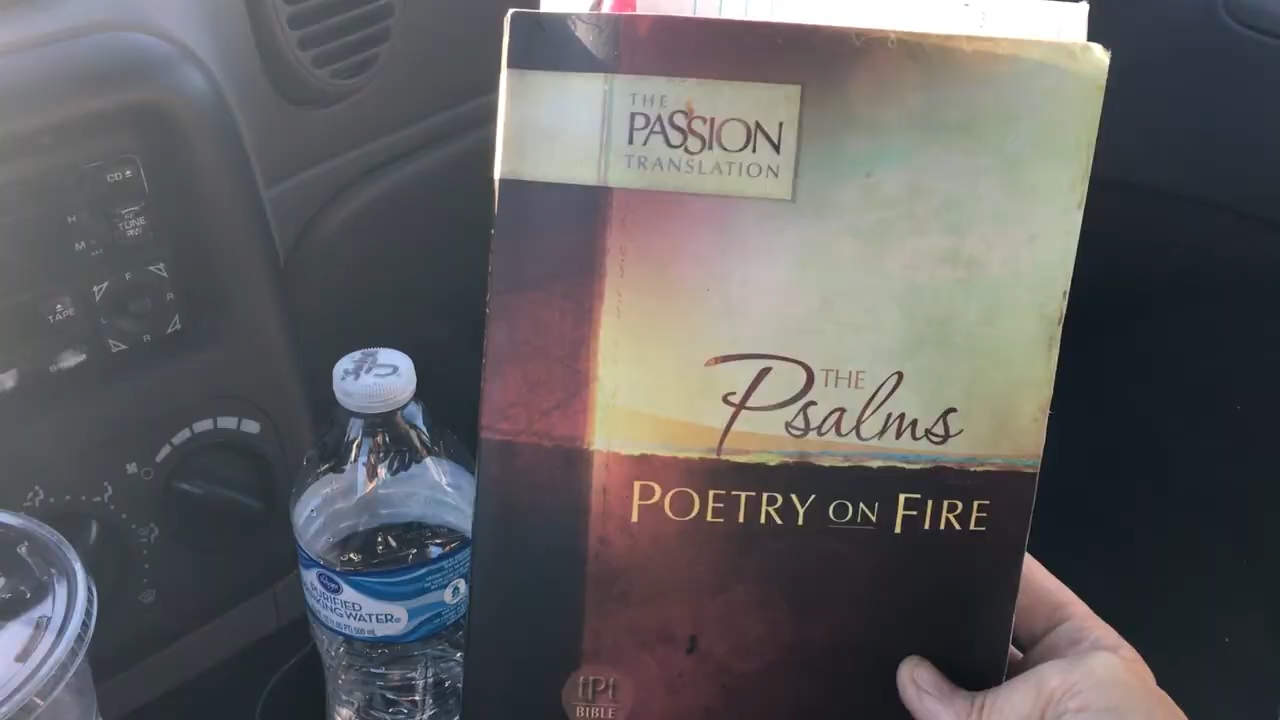 THE
PASSION
TRANSLATION
THE
Psalms
POETRY ON FIRE
tPt
BIBLE
CD
TUNE
H
M
F
R
L
R
TAPE
PURIFIED
DRINKING WATER